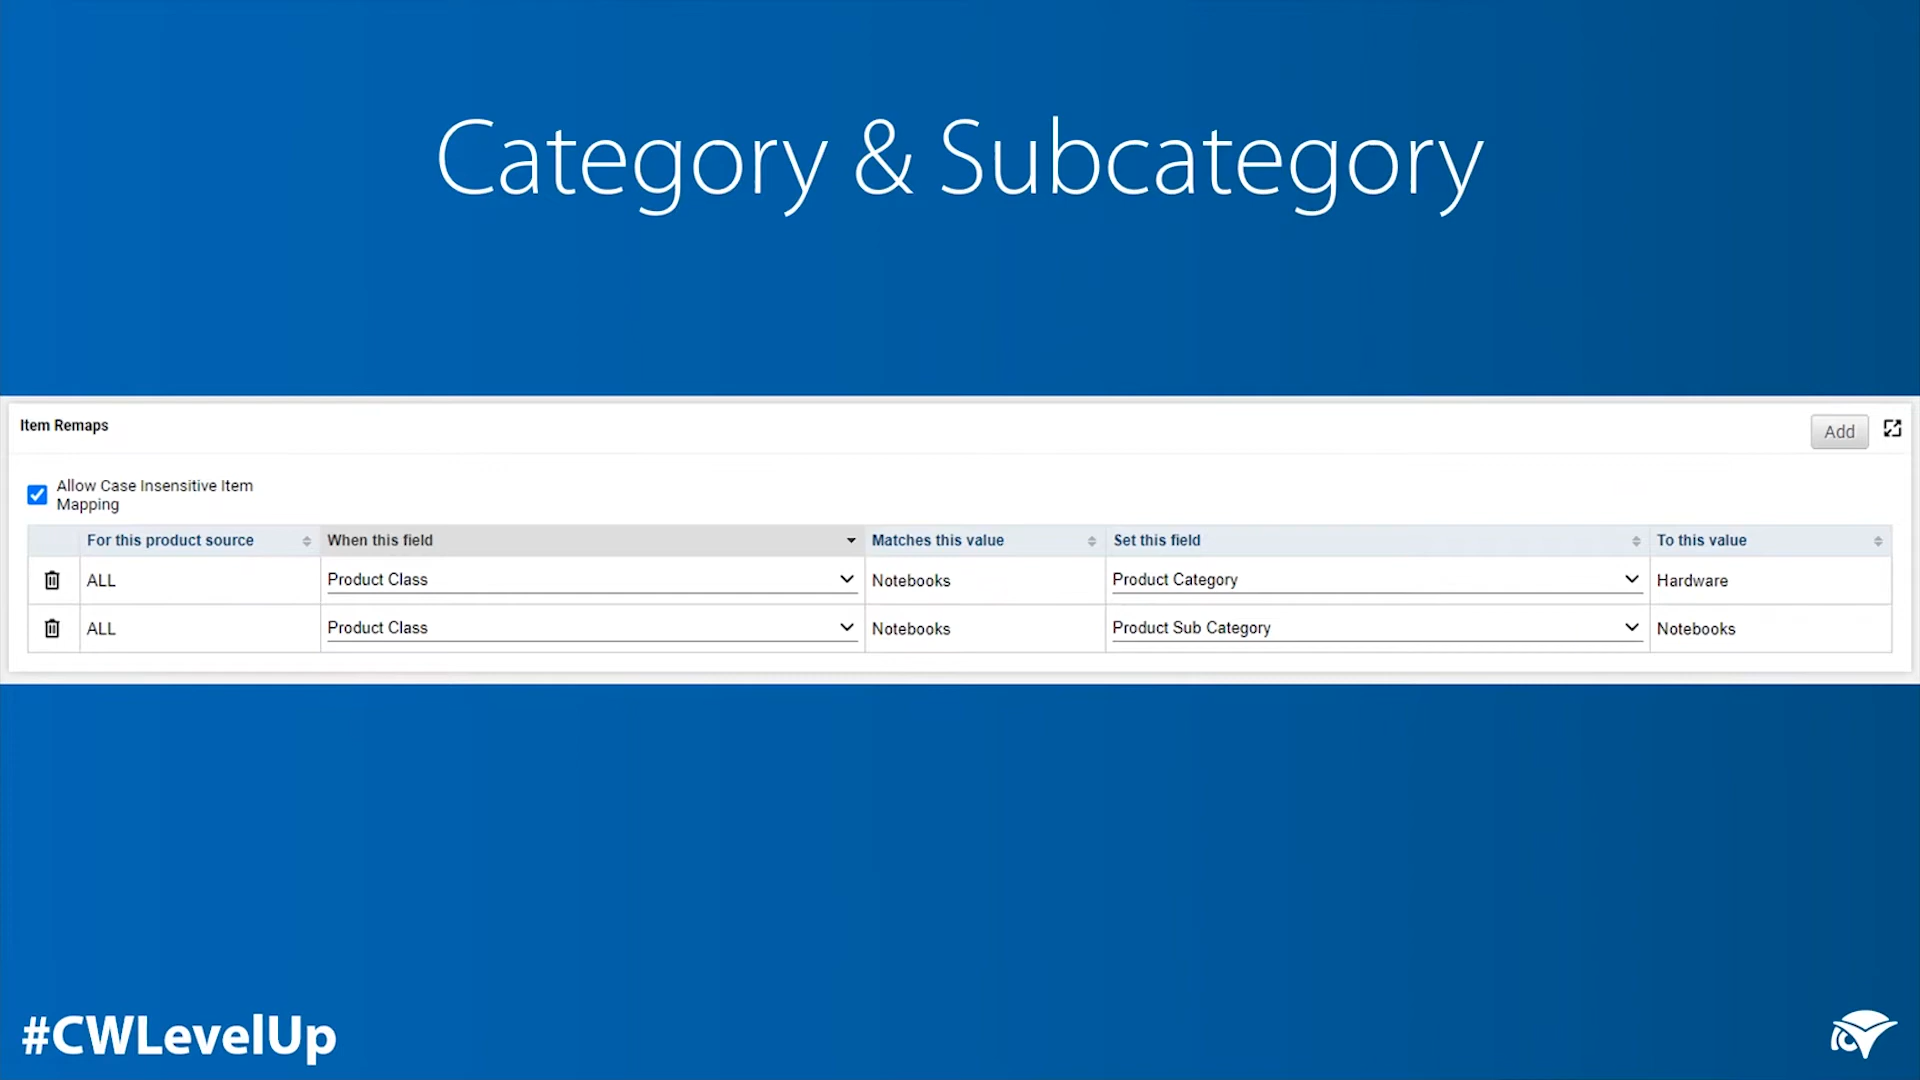 Category & Subcategory
Item Remaps
Add
Allow Case Insensitive Item
Mapping
For this product source When this field Matches this value Set this field To this value
ALL Product Class Notebooks Product Category Hardware
ALL Product Class Notebooks Product Sub Category Notebooks
#CWLevelUp